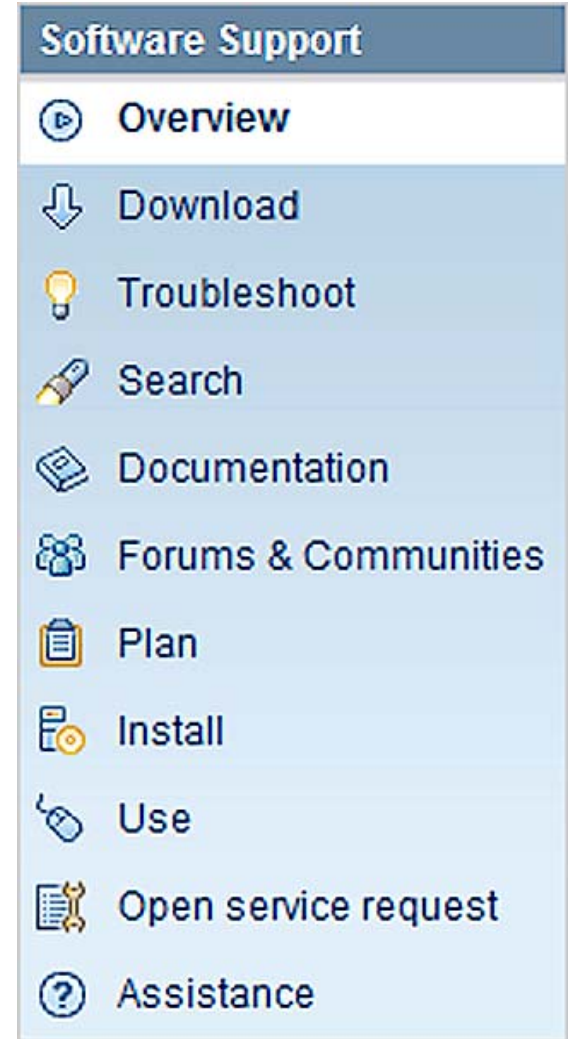 Software Support
Overview
Download
Troubleshoot
Search
Documentation
Forums & Communities
Plan
Install
Use
Open service request
Assistance